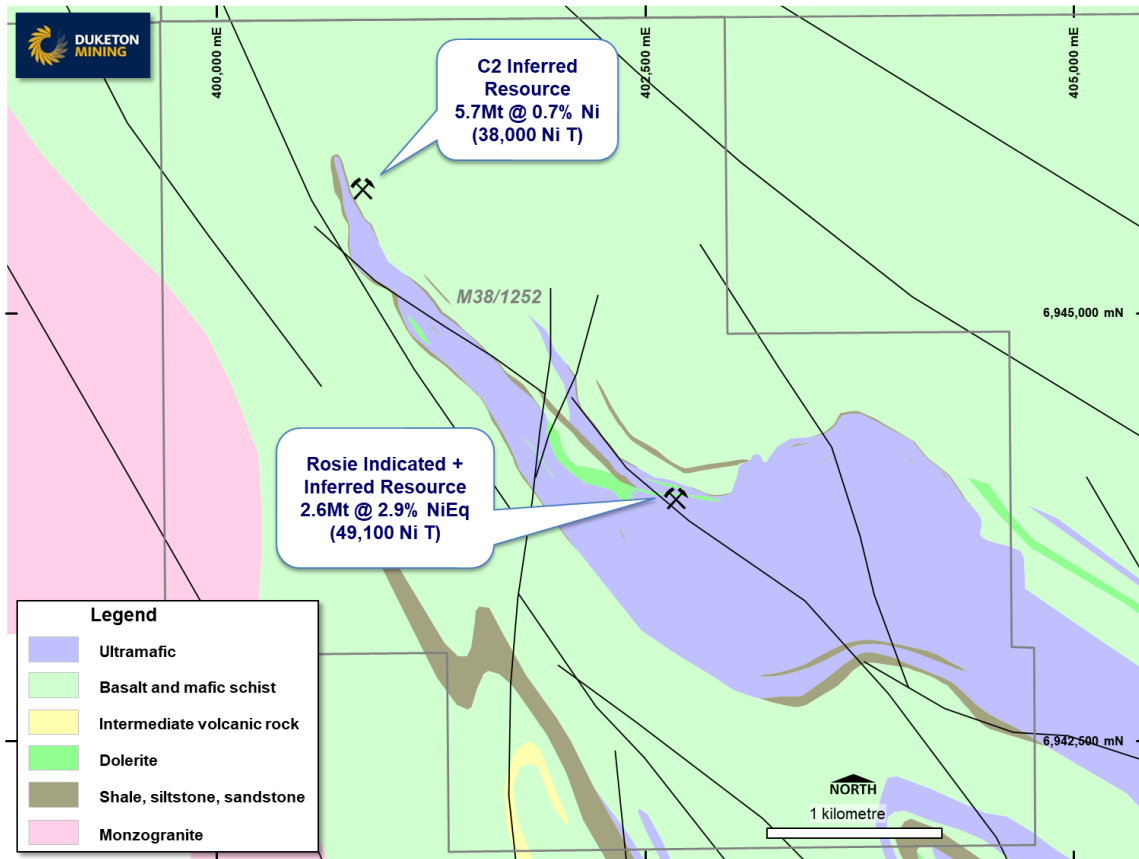 DUKETON
MINING
400,000 mE
402,500 mE
405,000 mE
C2 Inferred
Resource
5.7Mt @ 0.7% Ni
(38,000 Ni T)
M38/1252
6,945,000 mN
Rosie Indicated +
Inferred Resource
2.6Mt @ 2.9% NiEq
(49,100 Ni T)
Legend
Ultramafic
Basalt and mafic schist
Intermediate volcanic rock
Dolerite
Shale, siltstone, sandstone
Monzogranite
6,942,500 mN
NORTH
1 kilometre